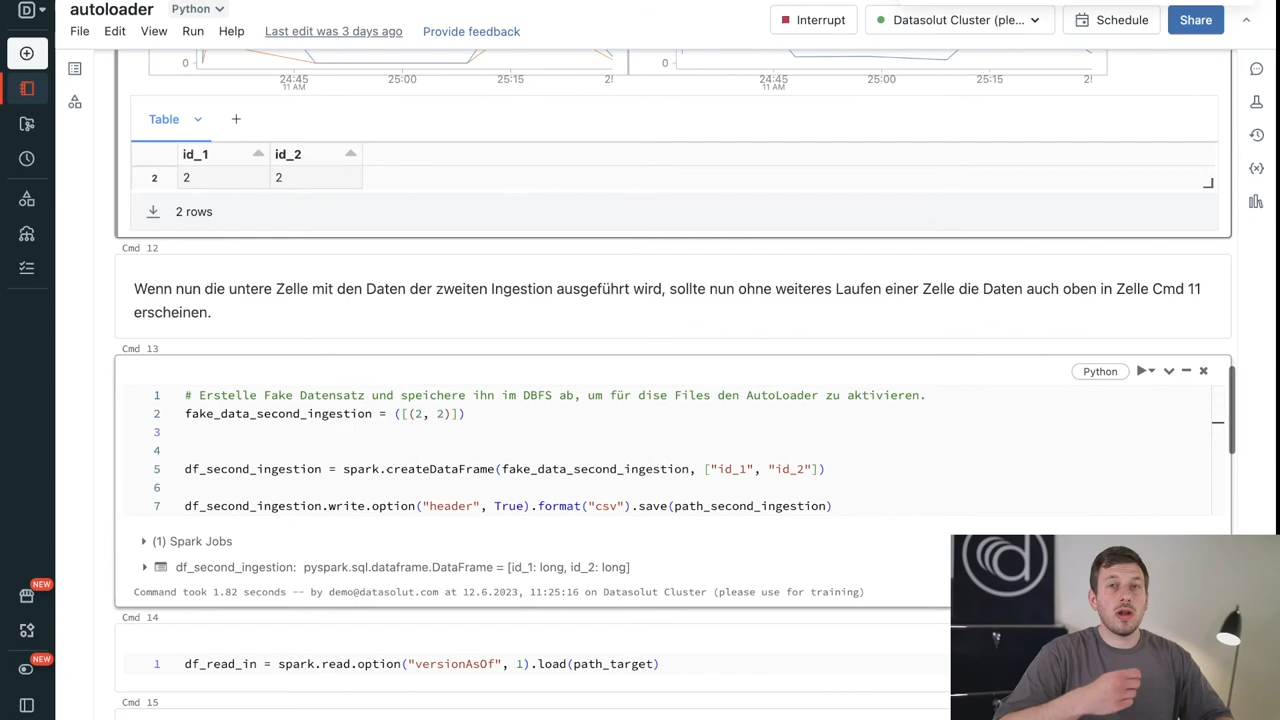 autoloader Python
Interrupt Datasolut Cluster (ple... Schedule Share
File Edit View Run Help Last edit was 3 days ago Provide feedback
0 0
24:45 25:00 25:15 2! 24:45 25:00 25:15 2!
11 AM 11 AM
Table +
id_1 id_2
2 2 2
2 rows
Cmd 12
Wenn nun die untere Zelle mit den Daten der zweiten Ingestion ausgeführt wird, sollte nun ohne weiteres Laufen einer Zelle die Daten auch oben in Zelle Cmd 11
erscheinen.
Cmd 13
Python
1 # Erstelle Fake Datensatz und speichere ihn im DBFS ab, um für dise Files den AutoLoader zu aktivieren.
2 fake_data_second_ingestion = ([(2, 2)])
3
4
5 df_second_ingestion = spark.createDataFrame(fake_data_second_ingestion, ["id_1", "id_2"])
6
7 df_second_ingestion.write.option("header", True).format("csv").save(path_second_ingestion)
(1) Spark Jobs
df_second_ingestion: pyspark.sql.dataframe.DataFrame = [id_1: long, id_2: long]
Command took 1.82 seconds -- by demo@datasolut.com at 12.6.2023, 11:25:16 on Datasolut Cluster (please use for training)
Cmd 14
1 df_read_in = spark.read.option("versionAsOf", 1).load(path_target)
Cmd 15
D
NEW
NEW